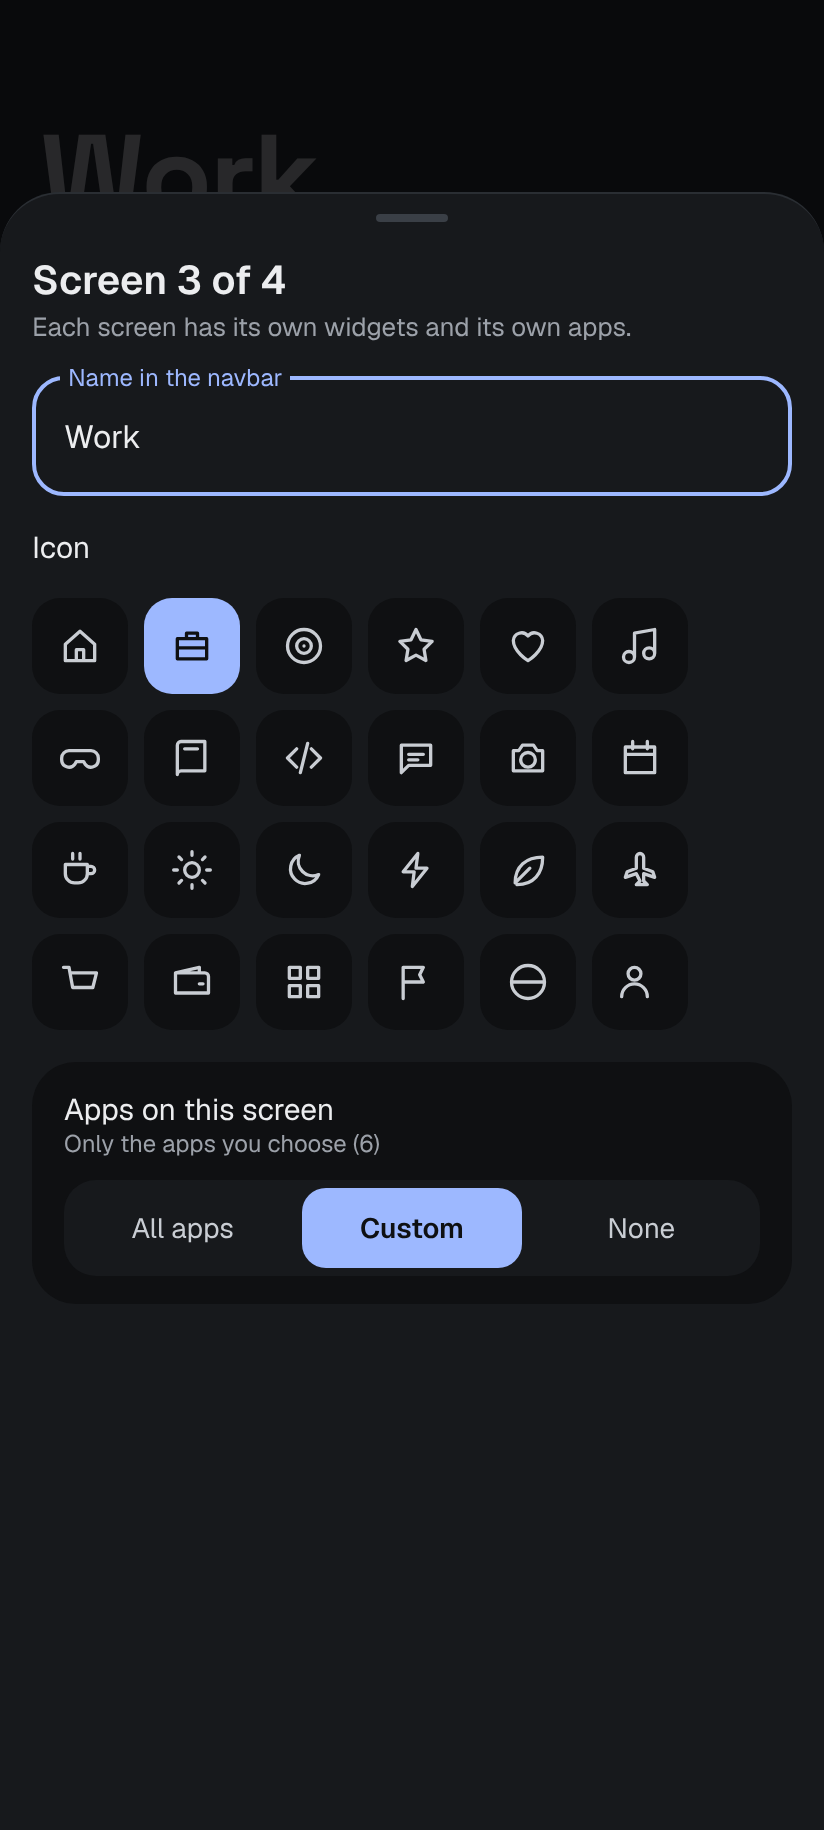 Work
Screen 3 of 4
Each screen has its own widgets and its own apps.
Name in the navbar
Work
Icon
Apps on this screen
Only the apps you choose (6)
All apps
Custom
None